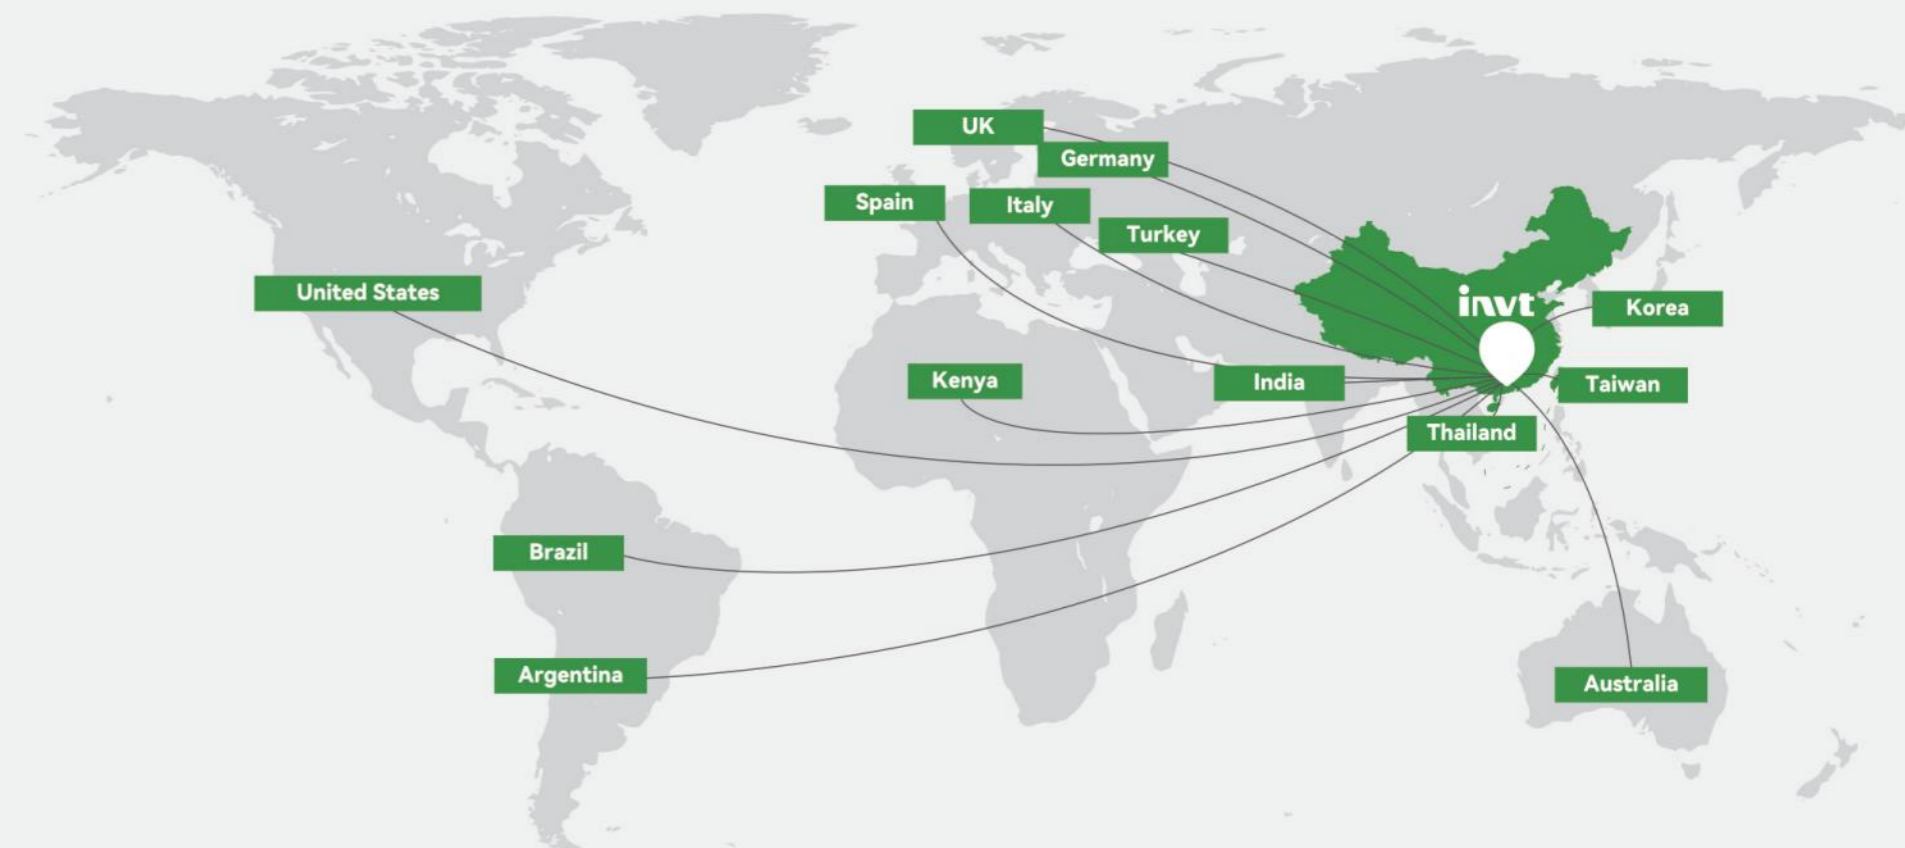 UK
Germany
Spain
Italy
Turkey
United States
invt
Korea
Kenya
India
Taiwan
Thailand
Brazil
Argentina
Australia